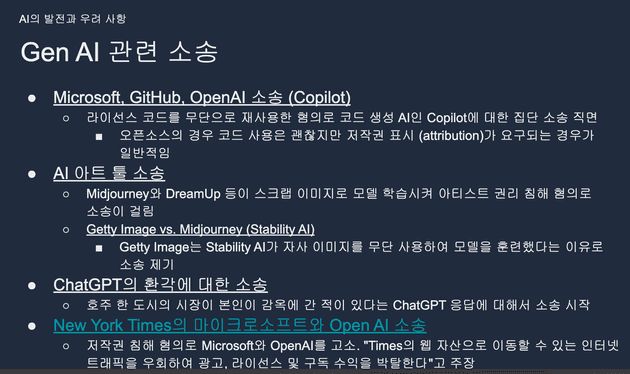 AI의 발전과 우려 사항
Gen AI 관련 소송
● Microsoft, GitHub, OpenAI 소송 (Copilot)
○ 라이선스 코드를 무단으로 재사용한 혐의로 코드 생성 AI인 Copilot에 대한 집단 소송 직면
■ 오픈소스의 경우 코드 사용은 괜찮지만 저작권 표시 (attribution)가 요구되는 경우가
일반적임
● AI 아트 툴 소송
○ Midjourney와 DreamUp 등이 스크랩 이미지로 모델 학습시켜 아티스트 권리 침해 혐의로
소송이 걸림
○ Getty Image vs. Midjourney (Stability AI)
■ Getty Image는 Stability AI가 자사 이미지를 무단 사용하여 모델을 훈련했다는 이유로
소송 제기
● ChatGPT의 환각에 대한 소송
○ 호주 한 도시의 시장이 본인이 감옥에 간 적이 있다는 ChatGPT 응답에 대해서 소송 시작
● New York Times의 마이크로소프트와 Open AI 소송
○ 저작권 침해 혐의로 Microsoft와 OpenAI를 고소. "Times의 웹 자산으로 이동할 수 있는 인터넷
트래픽을 우회하여 광고, 라이선스 및 구독 수익을 박탈한다"고 주장